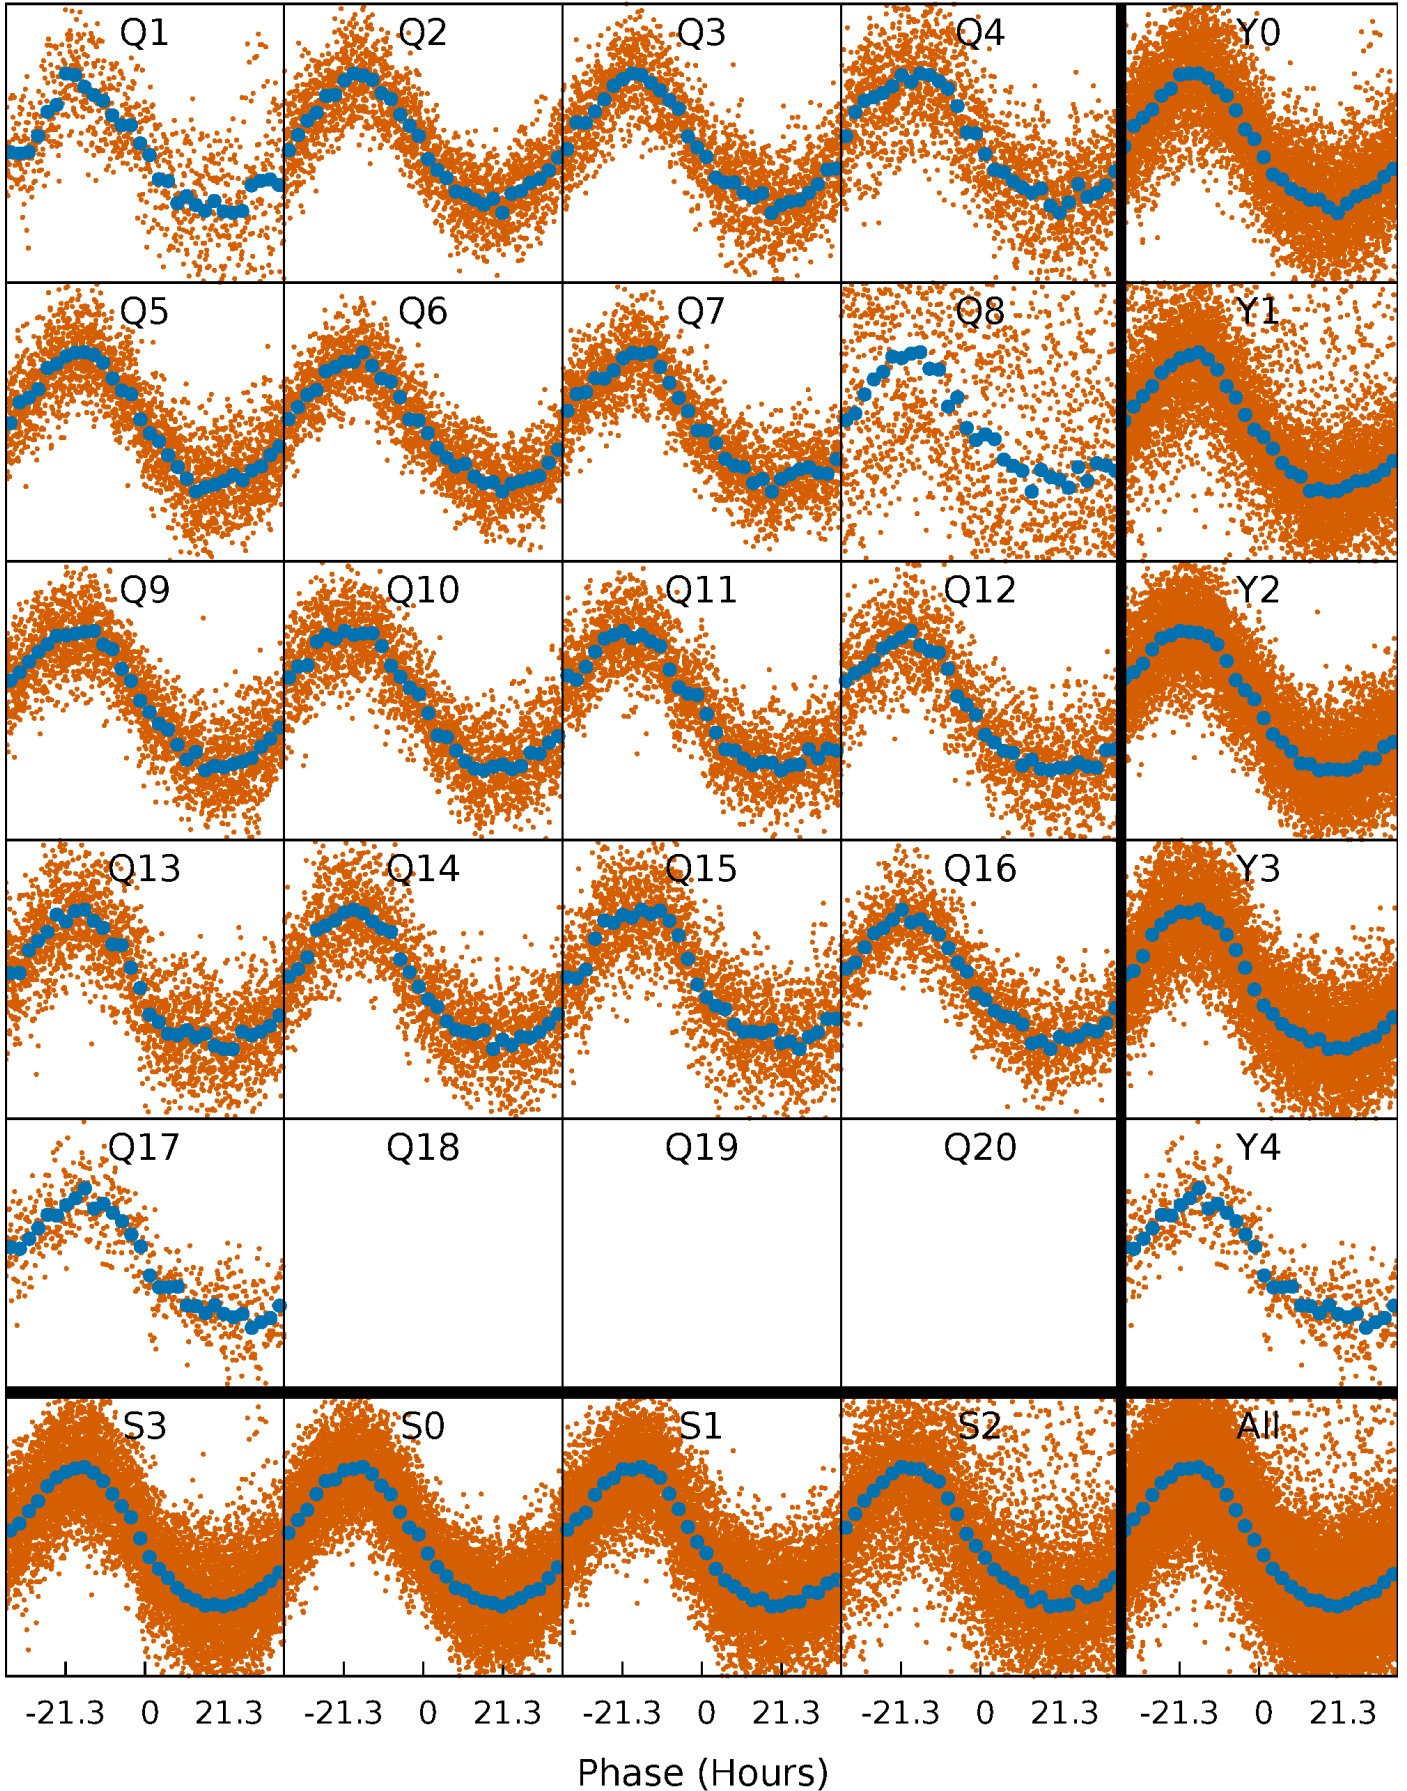 Q1 Q2 Q3 Q4 Y0
Q5 Q6 Q7 Q8 Y1
Q9 Q10 Q11 Q12 Y2
Q13 Q14 Q15 Q16 Y3
Q17 Q18 Q19 Q20 Y4
S3 S0 S1 S2 All
-21.3 0 21.3 -21.3 0 21.3 -21.3 0 21.3 -21.3 0 21.3 -21.3 0 21.3
Phase (Hours)